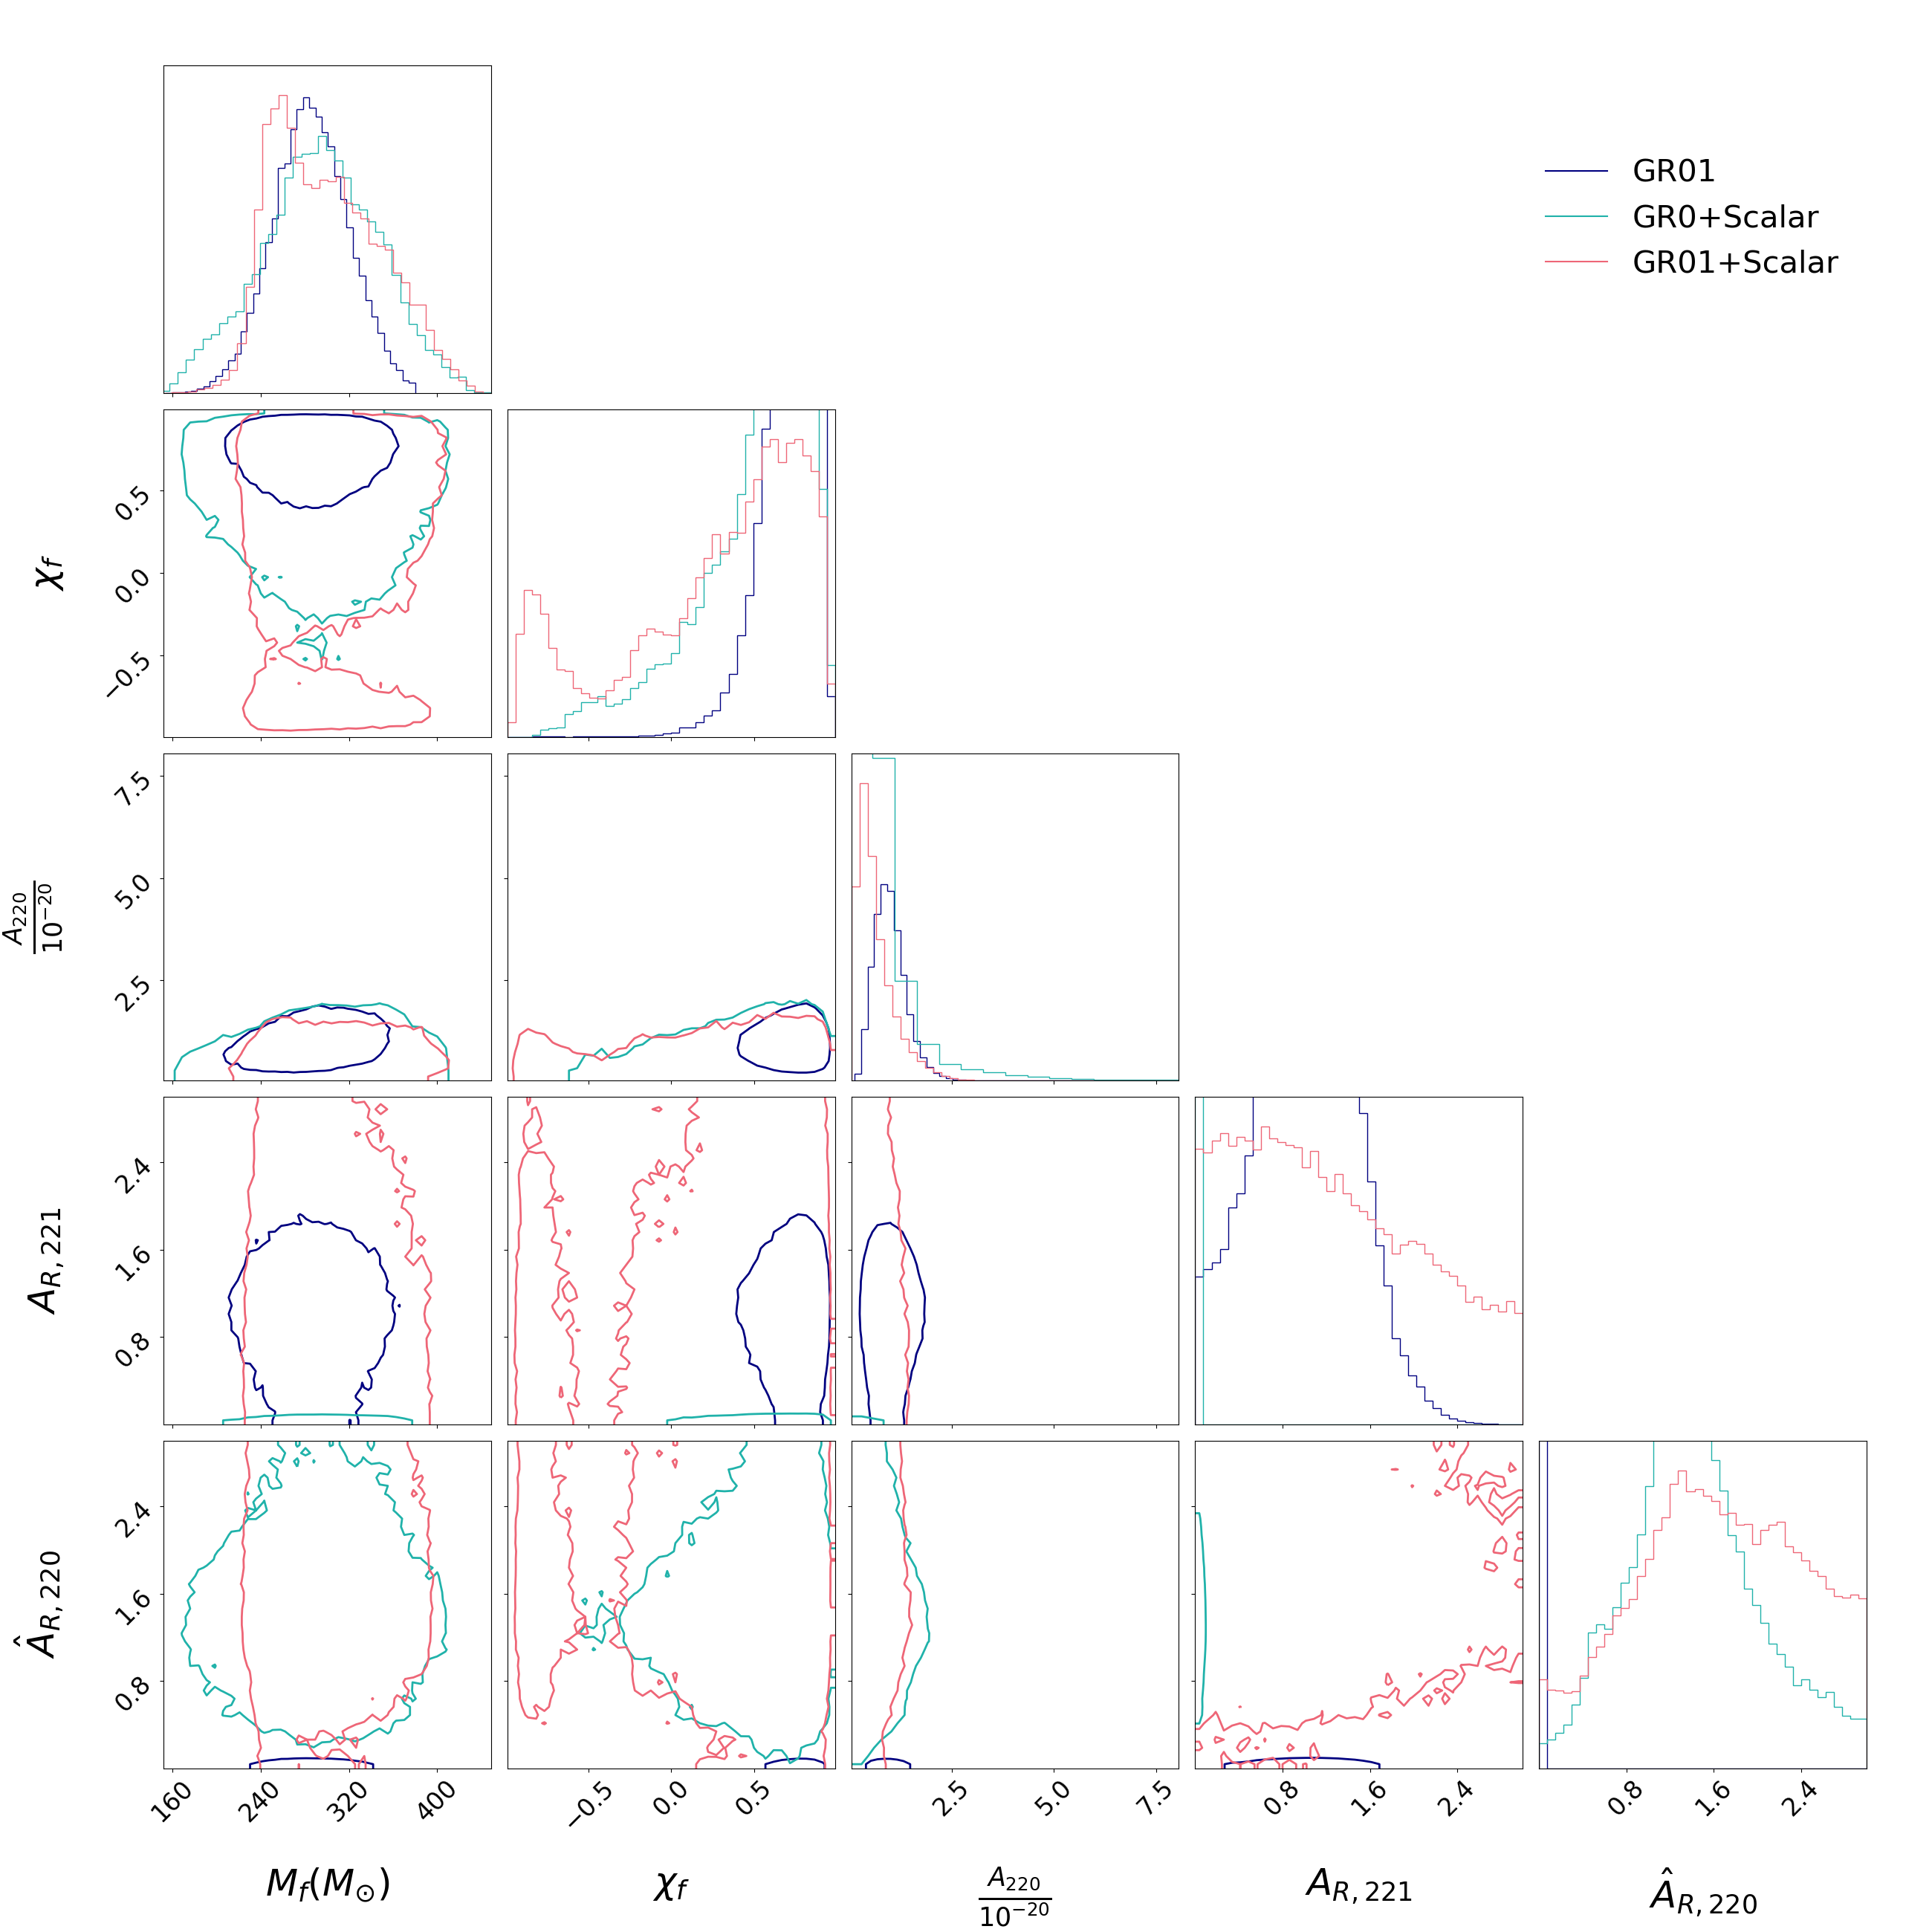 GR01
GR0+Scalar
GR01+Scalar
χf
0.5
0.0
−0.5
A220
10−20
7.5
5.0
2.5
AR, 221
2.4
1.6
0.8
ÂR, 220
2.4
1.6
0.8
160 240 320 400 −0.5 0.0 0.5 2.5 5.0 7.5 0.8 1.6 2.4 0.8 1.6 2.4
Mf(M⊙) χf A220 AR, 221 ÂR, 220
10−20